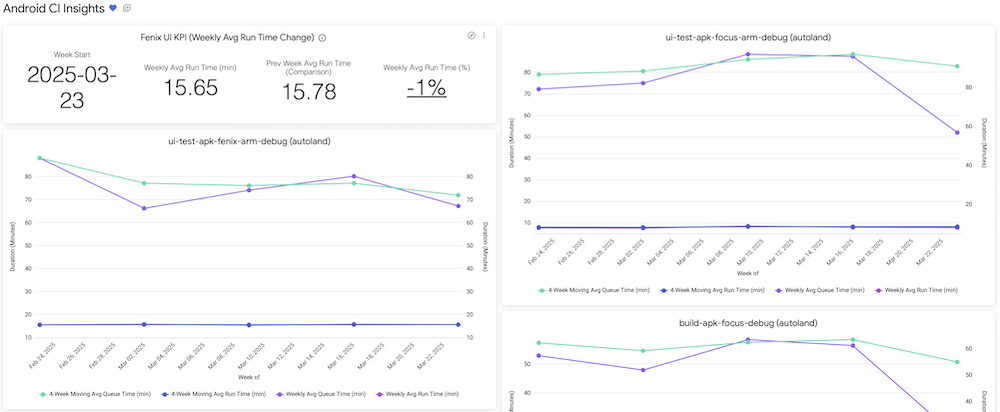 Android CI Insights
Fenix UI KPI (Weekly Avg Run Time Change)
Week Start
2025-03-
23
Weekly Avg Run Time (min)
15.65
Prev Week Avg Run Time
(Comparison)
15.78
Weekly Avg Run Time (%)
-1%
ui-test-apk-fenix-arm-debug (autoland)
Duration (Minutes)
80
70
60
50
40
30
20
10
80
70
60
50
40
30
20
10
Duration (Minutes)
Feb 24, 2025
Feb 26, 2025
Feb 28, 2025
Mar 02, 2025
Mar 04, 2025
Mar 06, 2025
Mar 08, 2025
Mar 10, 2025
Mar 12, 2025
Mar 14, 2025
Mar 16, 2025
Mar 18, 2025
Mar 20, 2025
Mar 22, 2025
Week of
4-Week Moving Avg Queue Time (min)
4-Week Moving Avg Run Time (min)
Weekly Avg Queue Time (min)
Weekly Avg Run Time (min)
ui-test-apk-focus-arm-debug (autoland)
Duration (Minutes)
80
70
60
50
40
30
20
10
80
60
40
20
Duration (Minutes)
Feb 24, 2025
Feb 26, 2025
Feb 28, 2025
Mar 02, 2025
Mar 04, 2025
Mar 06, 2025
Mar 08, 2025
Mar 10, 2025
Mar 12, 2025
Mar 14, 2025
Mar 16, 2025
Mar 18, 2025
Mar 20, 2025
Mar 22, 2025
Week of
4-Week Moving Avg Queue Time (min)
4-Week Moving Avg Run Time (min)
Weekly Avg Queue Time (min)
Weekly Avg Run Time (min)
build-apk-focus-debug (autoland)
50
40
60
50
40